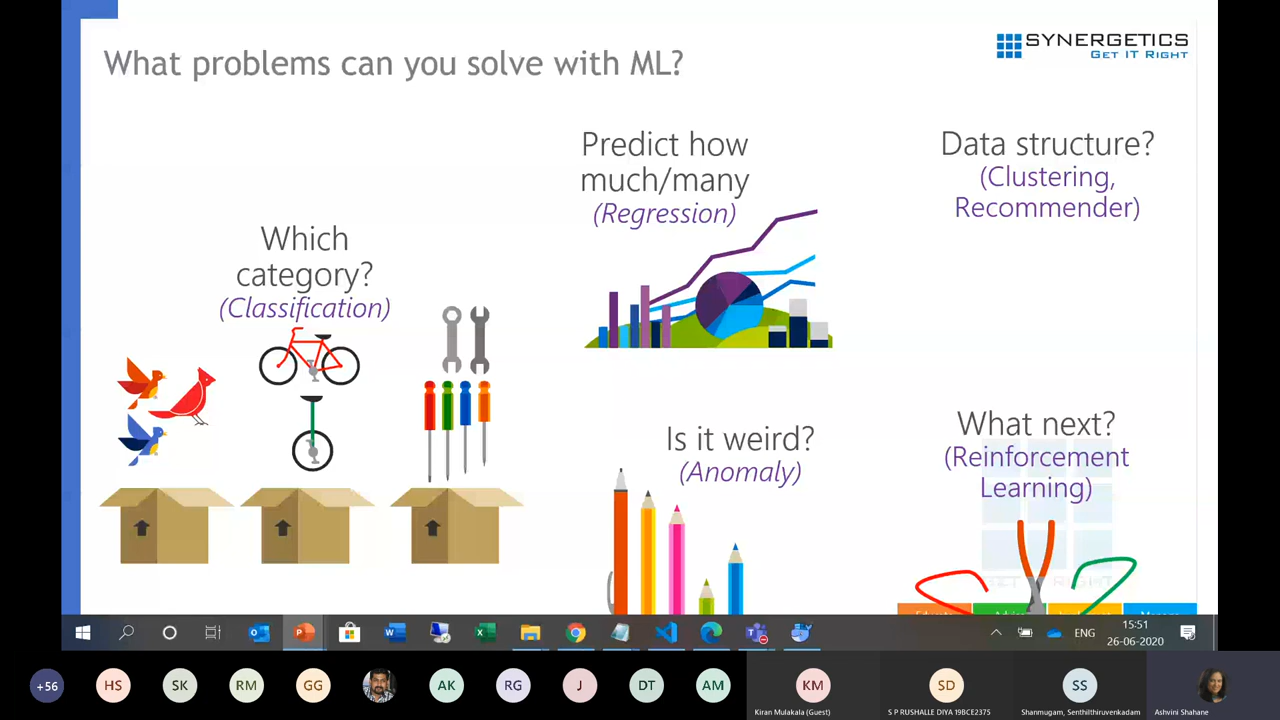 What problems can you solve with ML?
SYNERGETICS
GET IT RIGHT
Predict how
much/many
(Regression)
Data structure?
(Clustering,
Recommender)
Which
category?
(Classification)
Is it weird?
(Anomaly)
What next?
(Reinforcement
Learning)
GET IT RIGHT
ENG
15:51
26-06-2020
+56
HS
SK
RM
GG
AK
RG
J
DT
AM
KM
SD
SS
Kiran Mulakala (Guest)
S P RUSHALLE DIYA 19BCE2375
Shanmugam, Senthilthiruvenkadam
Ashvini Shahane